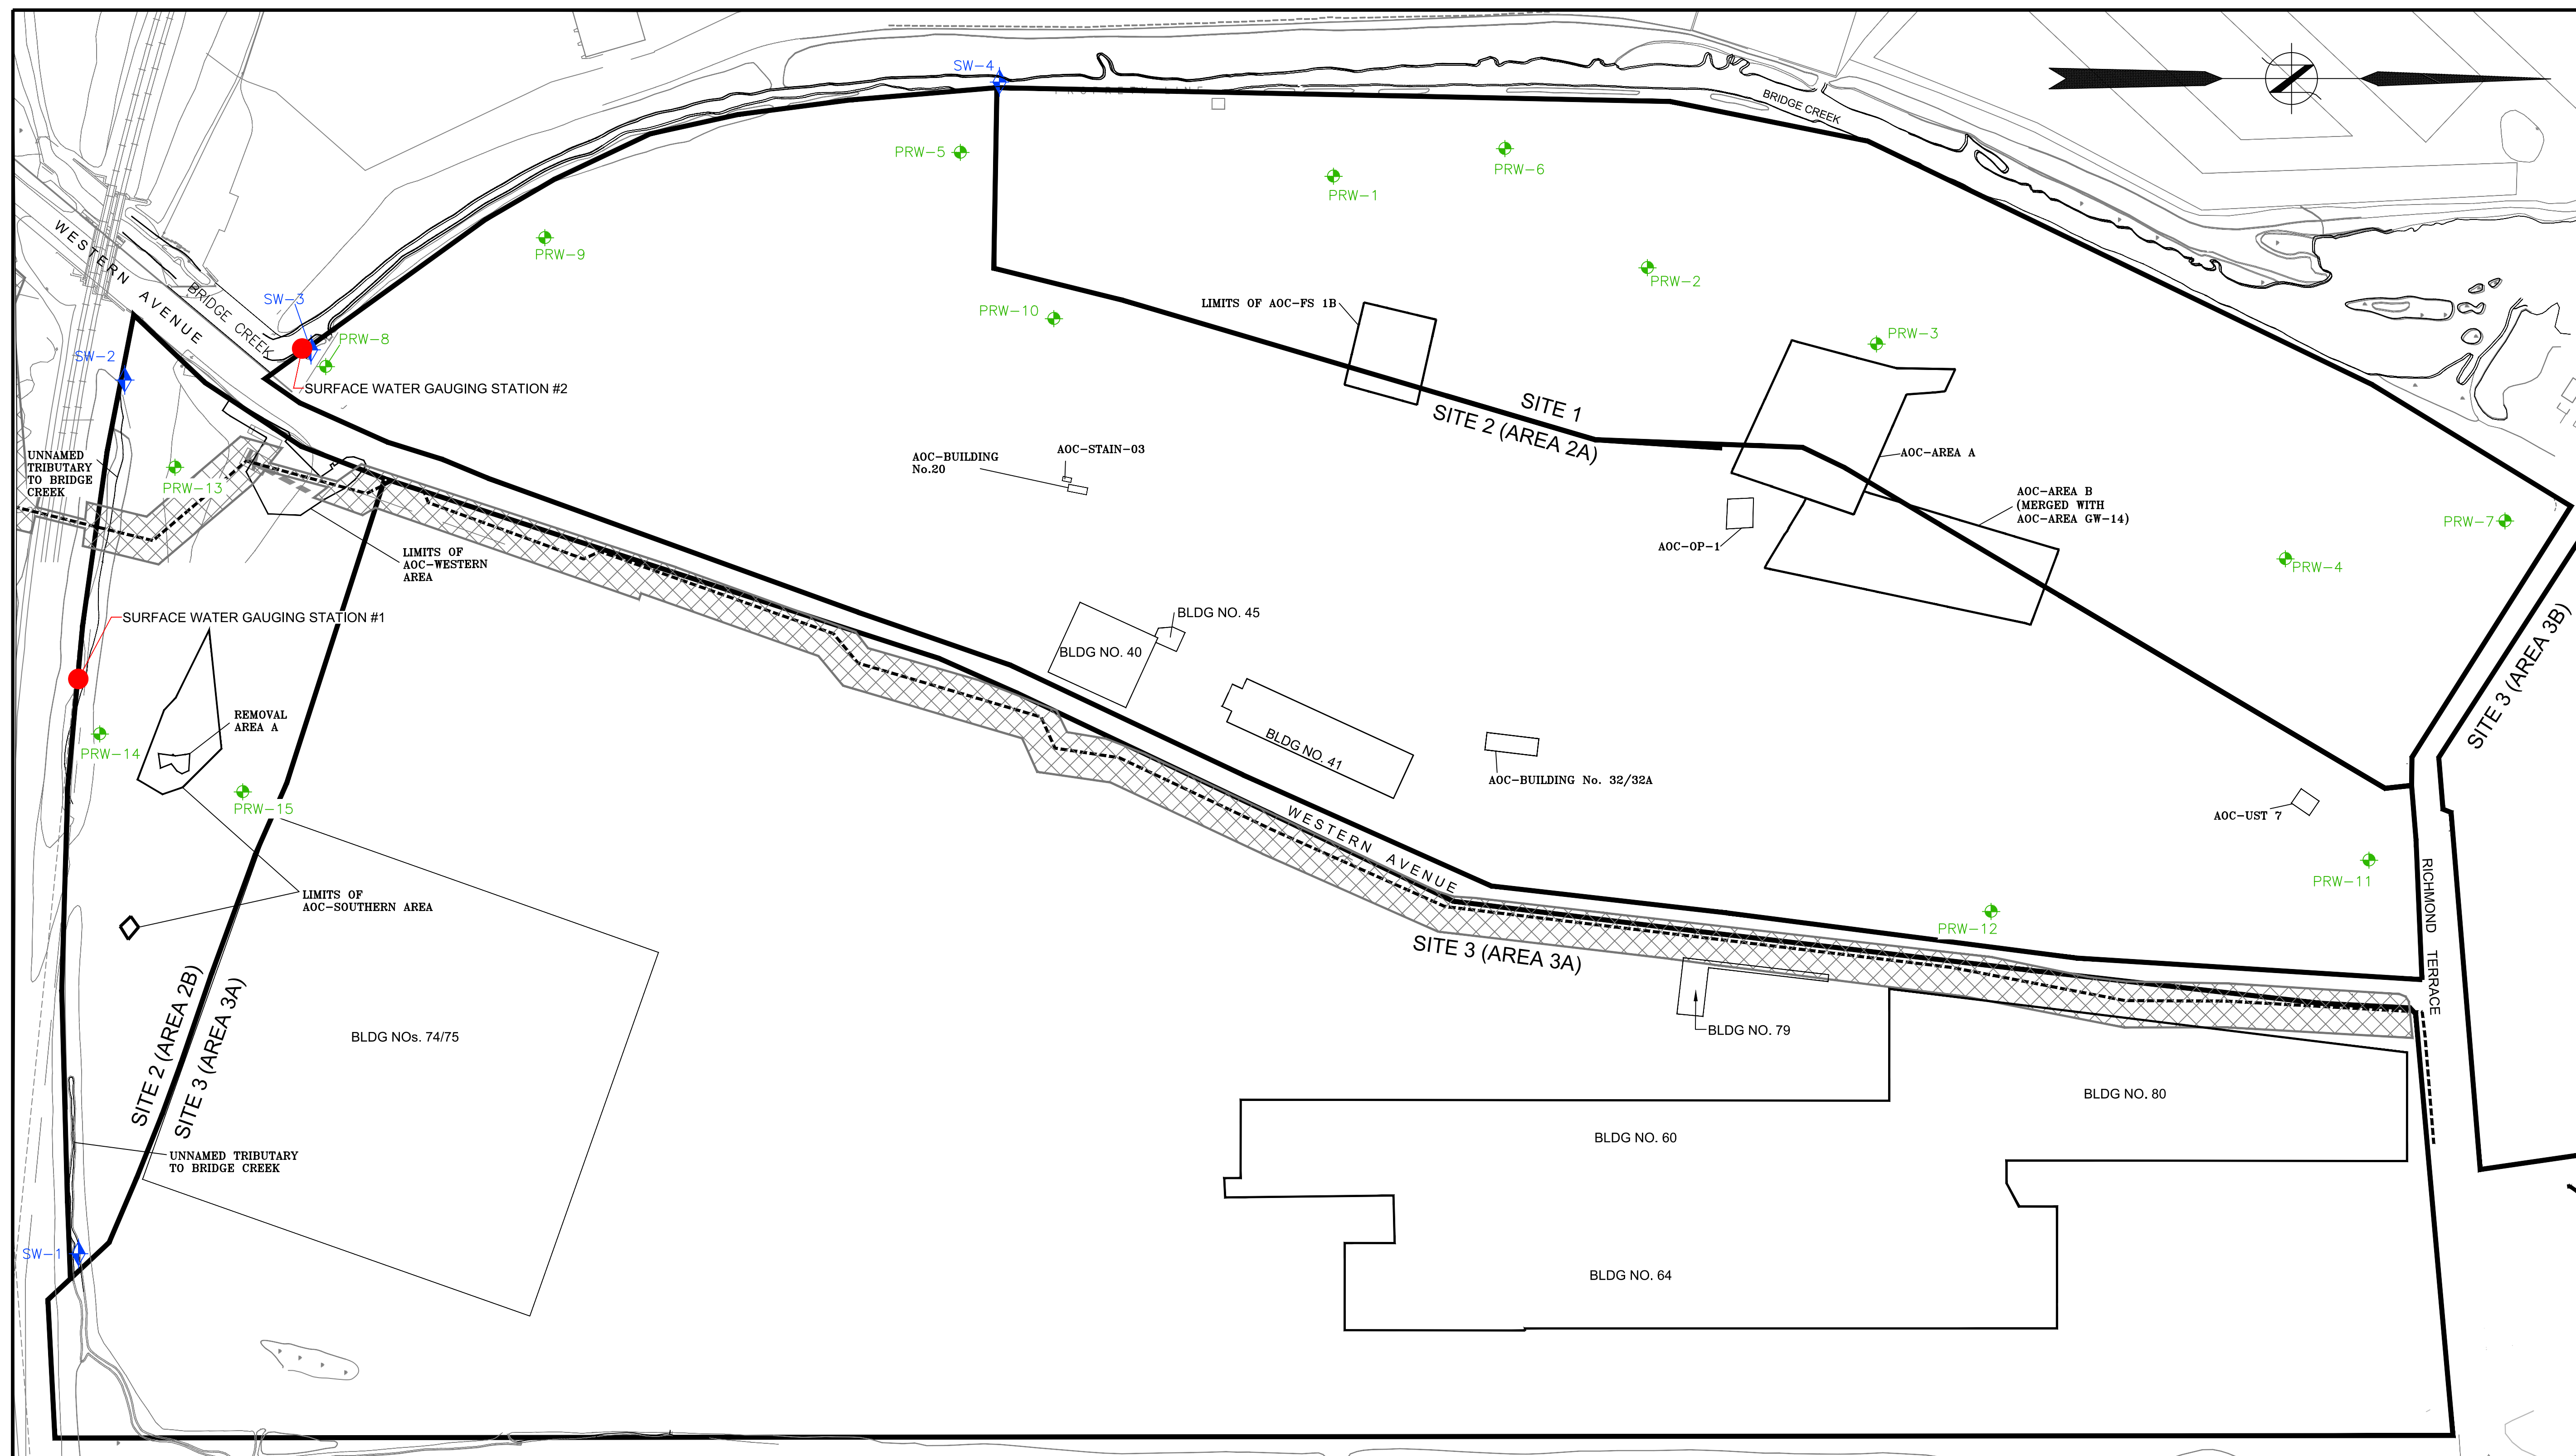 SW-4
PROPERTY LINE
BRIDGE CREEK
PRW-5
PRW-6
PRW-1
WESTERN AVENUE
PRW-9
PRW-2
BRIDGE CREEK
SW-3
LIMITS OF AOC-FS 1B
PRW-10
PRW-8
PRW-3
SW-2
SURFACE WATER GAUGING STATION #2
SITE 1
SITE 2 (AREA 2A)
UNNAMED
TRIBUTARY
TO BRIDGE
CREEK
AOC-BUILDING
No.20
AOC-STAIN-03
AOC-AREA A
PRW-13
AOC-AREA B
(MERGED WITH
AOC-AREA GW-14)
PRW-7
LIMITS OF
AOC-WESTERN
AREA
AOC-OP-1
PRW-4
SURFACE WATER GAUGING STATION #1
BLDG NO. 45
BLDG NO. 40
SITE 3 (AREA 3B)
REMOVAL
AREA A
PRW-14
BLDG NO. 41
AOC-BUILDING No. 32/32A
PRW-15
AOC-UST 7
WESTERN AVENUE
PRW-11
LIMITS OF
AOC-SOUTHERN AREA
PRW-12
RICHMOND TERRACE
SITE 3 (AREA 3A)
SITE 2 (AREA 2B)
SITE 3 (AREA 3A)
BLDG NOs. 74/75
BLDG NO. 79
BLDG NO. 80
BLDG NO. 60
UNNAMED TRIBUTARY
TO BRIDGE CREEK
SW-1
BLDG NO. 64